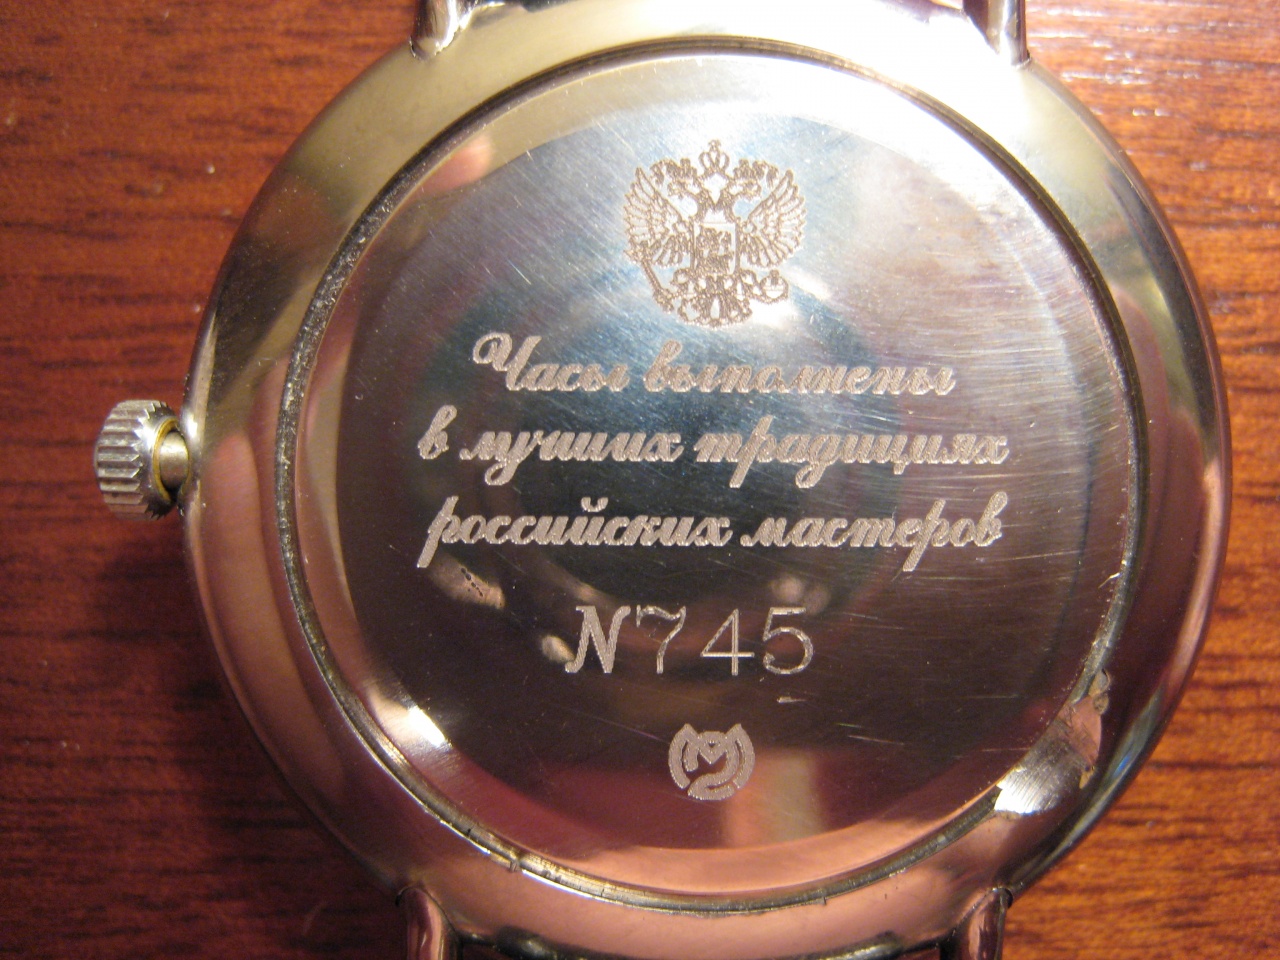 Часы выполнены
в лучших традициях
российских мастеров
N745